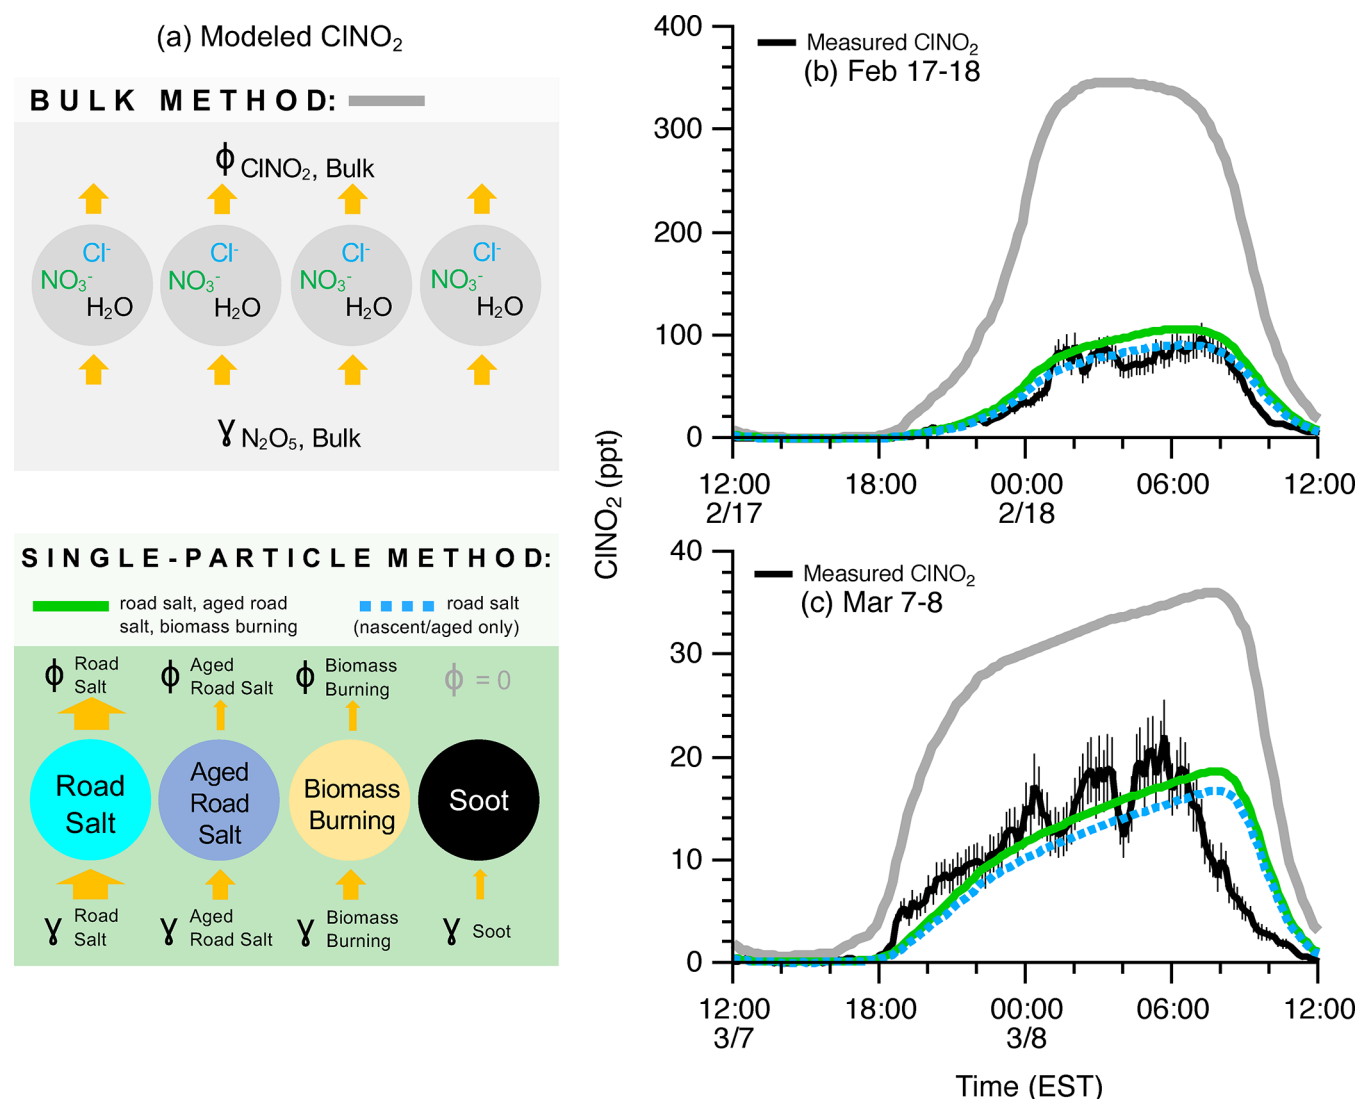 (a) Modeled ClNO₂
BULK METHOD:
ϕ ClNO₂, Bulk
Cl⁻ Cl⁻ Cl⁻ Cl⁻
NO₃⁻ NO₃⁻ NO₃⁻ NO₃⁻
H₂O H₂O H₂O H₂O
γ N₂O₅, Bulk
SINGLE-PARTICLE METHOD:
road salt, aged road
salt, biomass burning
road salt
(nascent/aged only)
ϕ Road
Salt
ϕ Aged
Road Salt
ϕ Biomass
Burning
ϕ = 0
Road
Salt
Aged
Road
Salt
Biomass
Burning
Soot
γ Road
Salt
γ Aged
Road Salt
γ Biomass
Burning
γ Soot
ClNO₂ (ppt)
400
300
200
100
0
Measured ClNO₂
(b) Feb 17-18
12:00 18:00 00:00 06:00 12:00
2/17 2/18
40
30
20
10
0
Measured ClNO₂
(c) Mar 7-8
12:00 18:00 00:00 06:00 12:00
3/7 3/8
Time (EST)